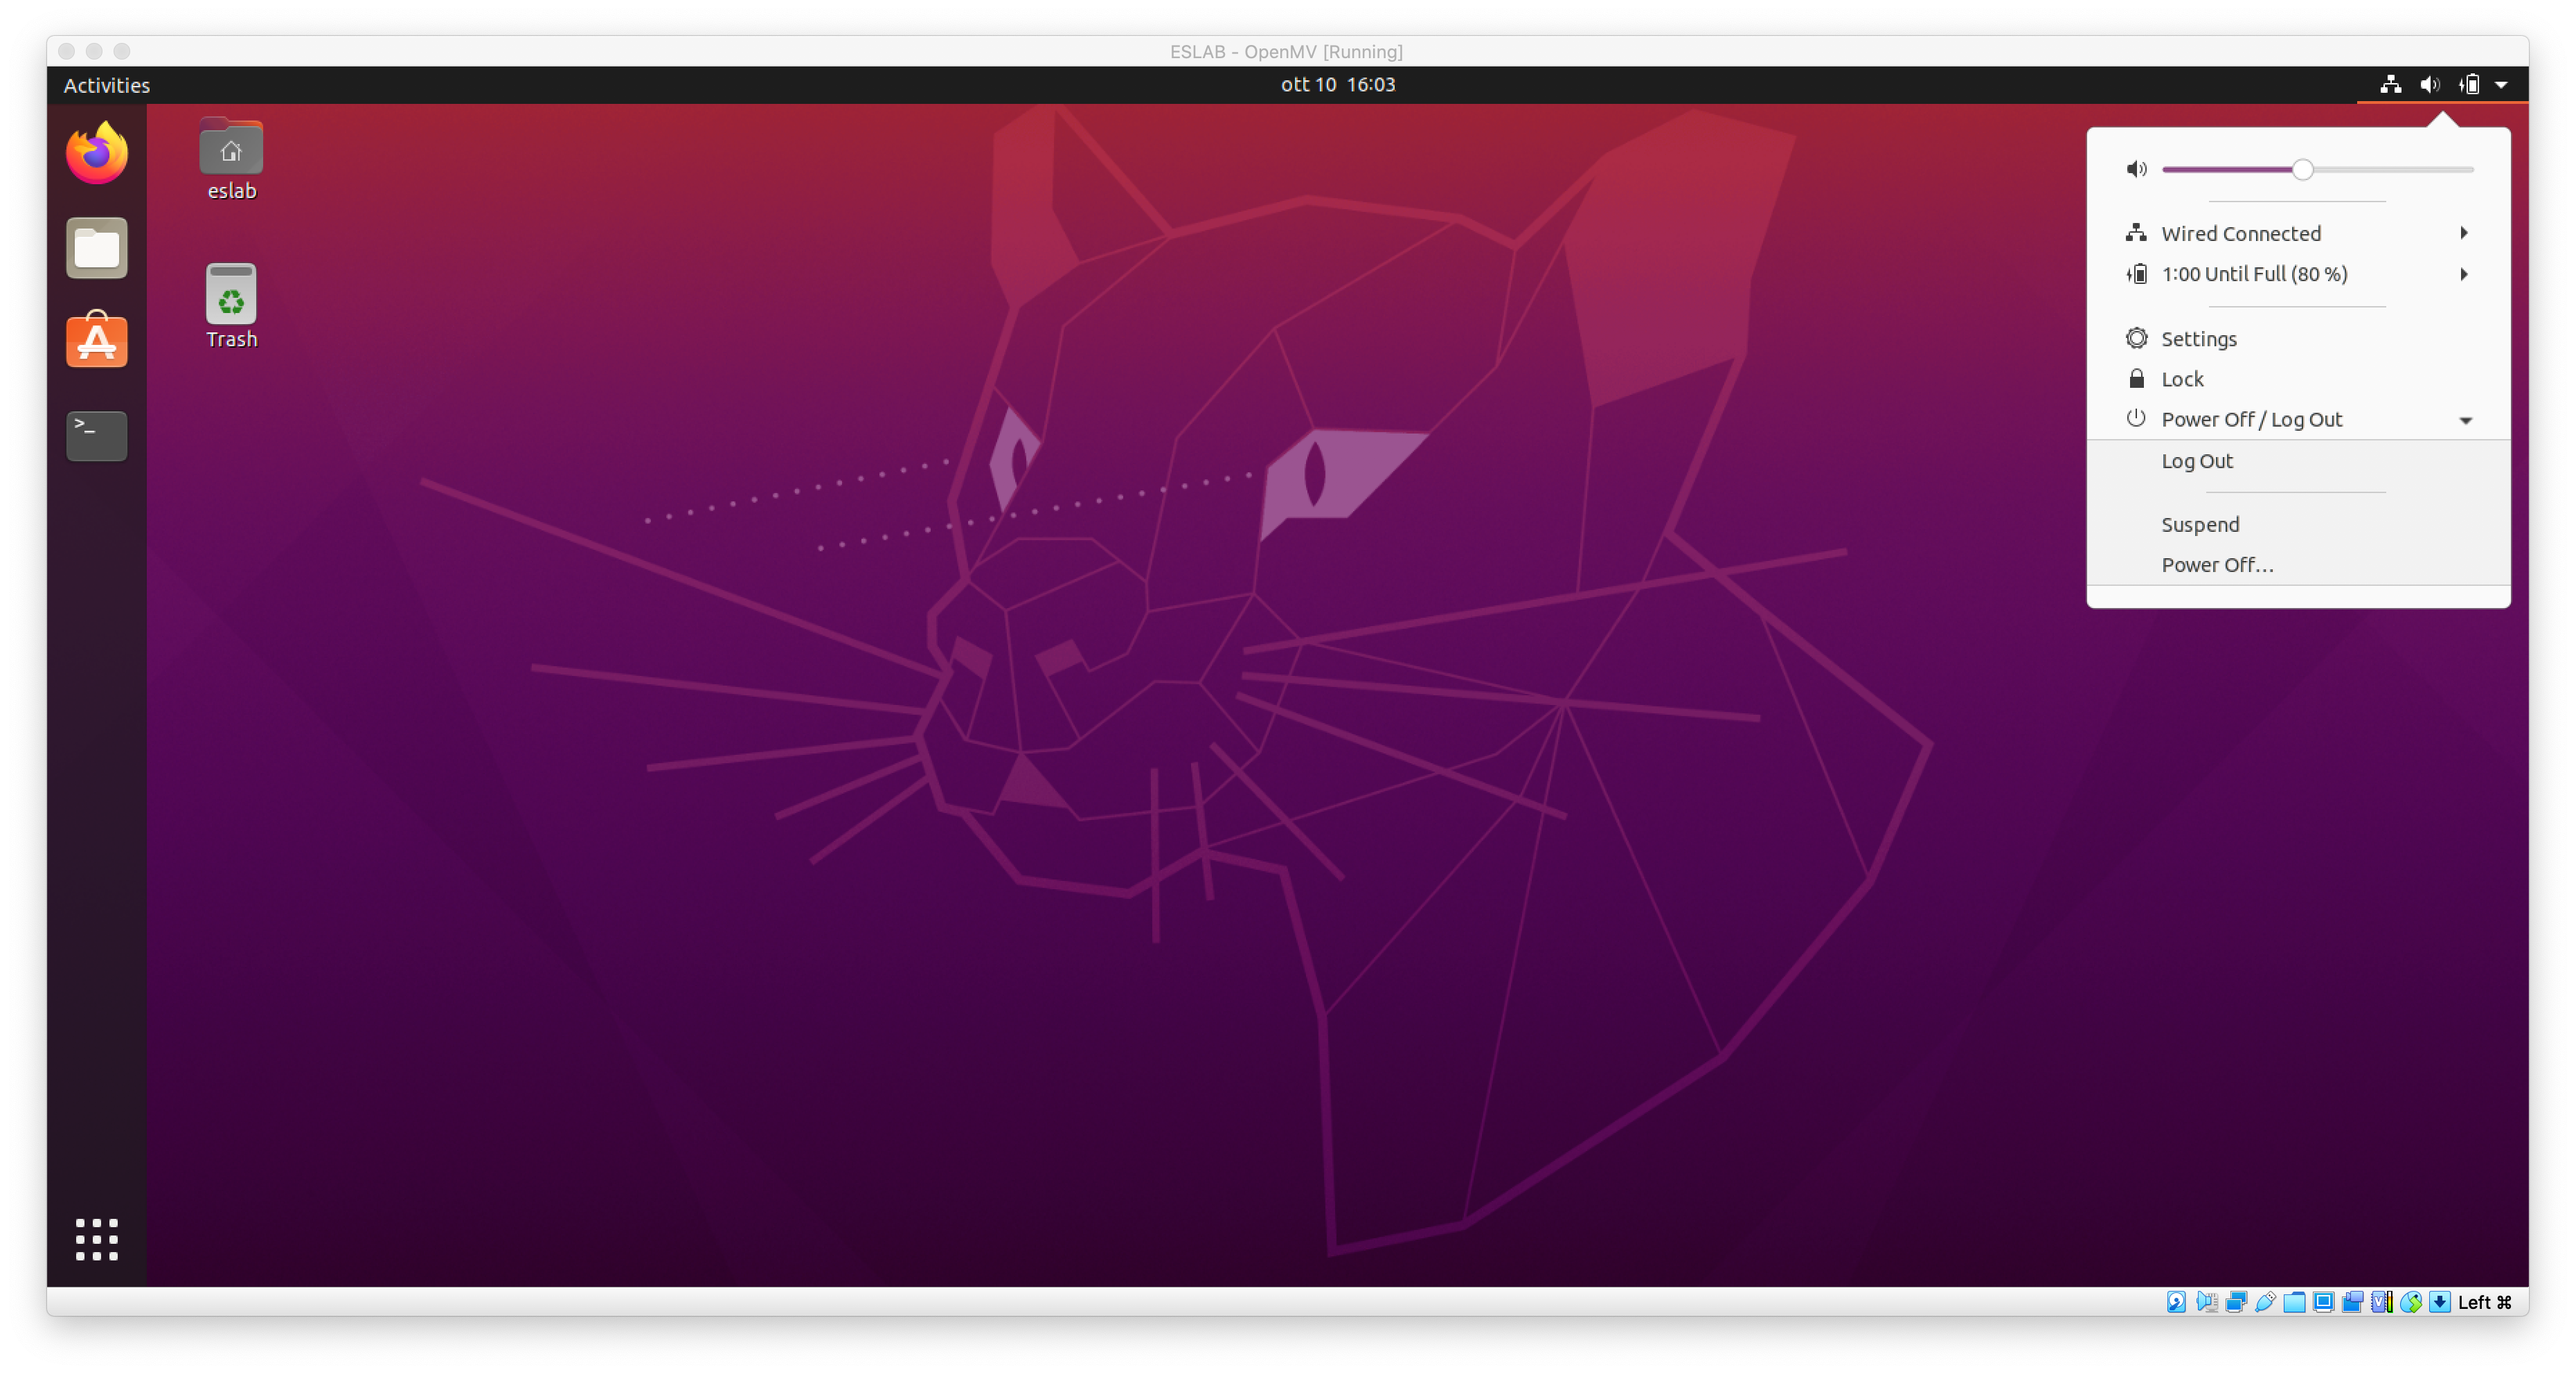 ESLAB - OpenMV [Running]
Activities
ott 10 16:03
eslab
Trash
Wired Connected
1:00 Until Full (80 %)
Settings
Lock
Power Off / Log Out
Log Out
Suspend
Power Off...
Left ⌘